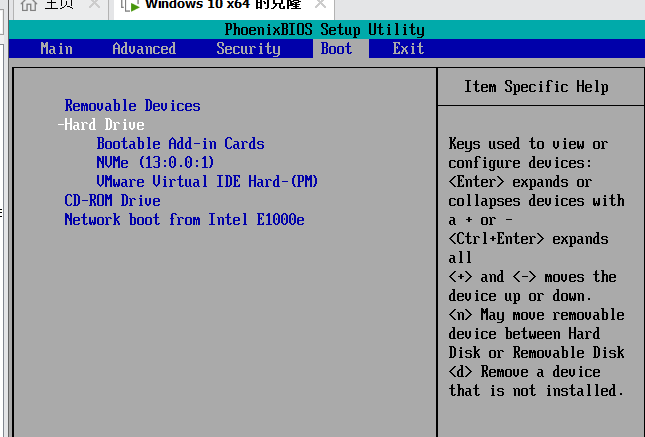 主页
Windows 10 x64 的克隆
PhoenixBIOS Setup Utility
Main Advanced Security Boot Exit
Removable Devices
-Hard Drive
Bootable Add-in Cards
NVMe (13:0.0:1)
VMware Virtual IDE Hard-(PM)
CD-ROM Drive
Network boot from Intel E1000e
Item Specific Help
Keys used to view or
configure devices:
<Enter> expands or
collapses devices with
a + or -
<Ctrl+Enter> expands
all
<+> and <-> moves the
device up or down.
<n> May move removable
device between Hard
Disk or Removable Disk
<d> Remove a device
that is not installed.